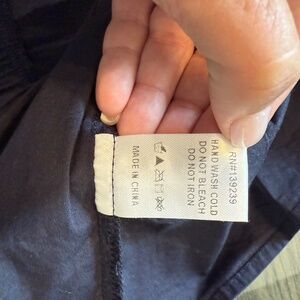 RN#139239
HAND WASH COLD
DO NOT BLEACH
DO NOT IRON
MADE IN CHINA